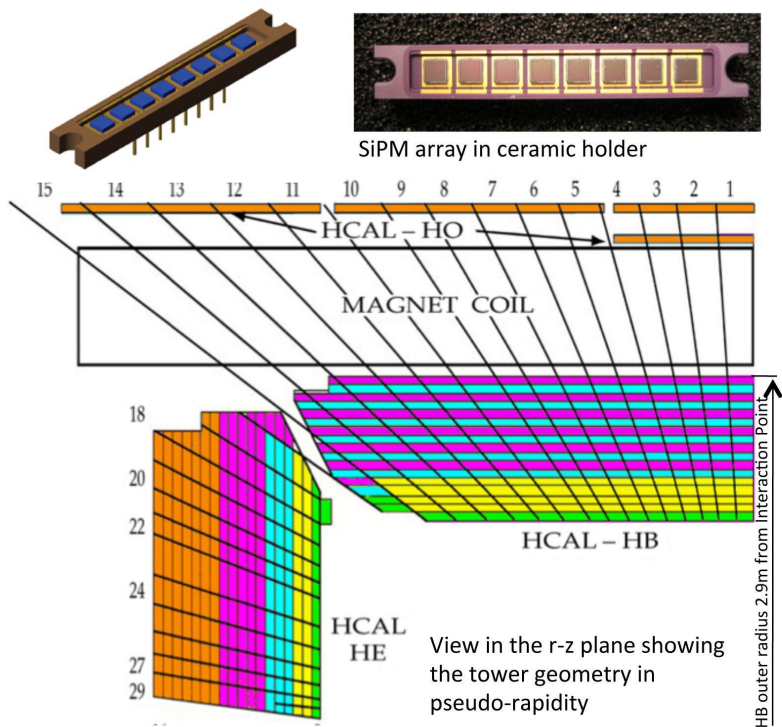 SiPM array in ceramic holder
15 14 13 12 11 10 9 8 7 6 5 4 3 2 1
HCAL – HO
MAGNET COIL
18
20
22
24
27
29
HCAL – HB
HCAL
HE
View in the r-z plane showing
the tower geometry in
pseudo-rapidity
HB outer radius 2.9m from Interaction Point